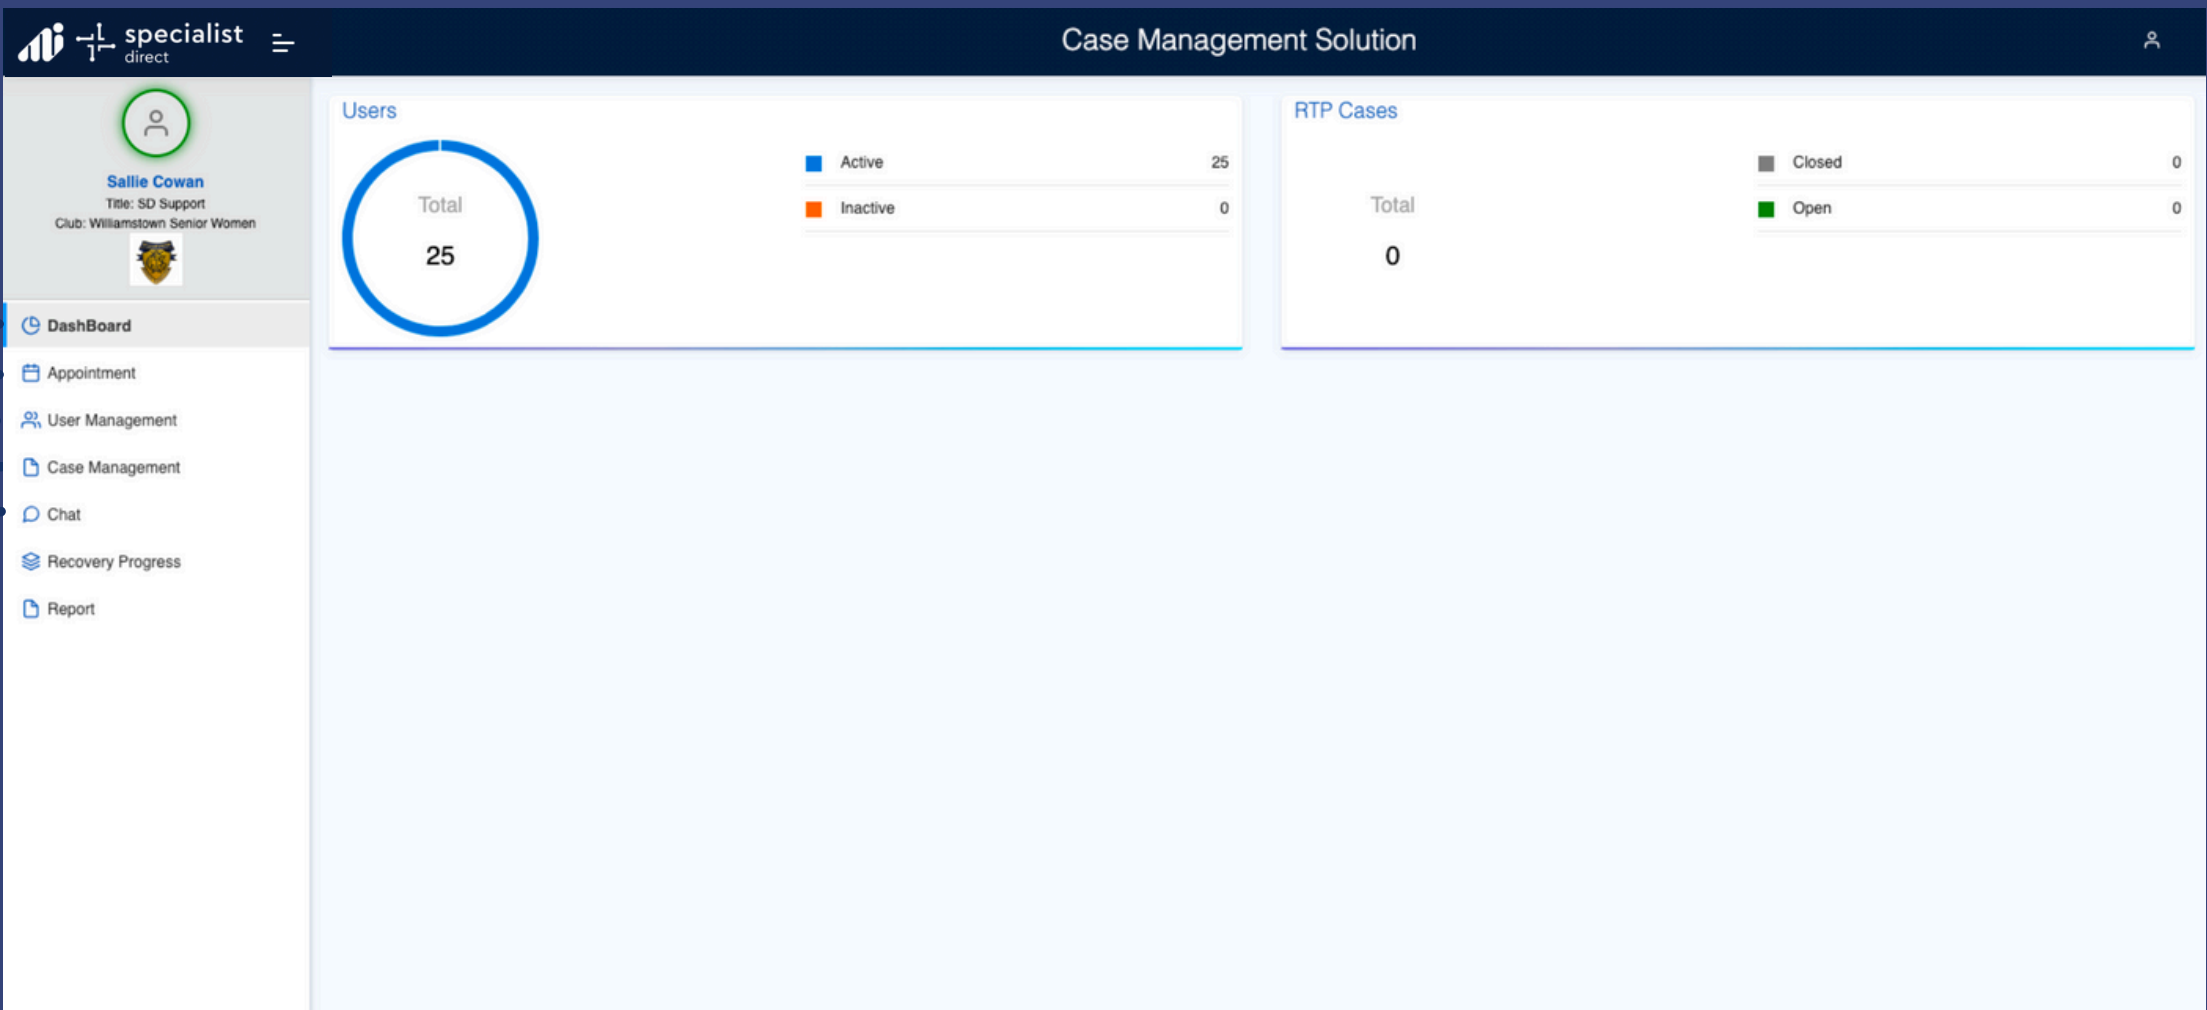 specialist
direct
Case Management Solution
Sallie Cowan
Title: SD Support
Club: Williamstown Senior Women
DashBoard
Appointment
User Management
Case Management
Chat
Recovery Progress
Report
Users
Total
25
Active 25
Inactive 0
RTP Cases
Total
0
Closed 0
Open 0